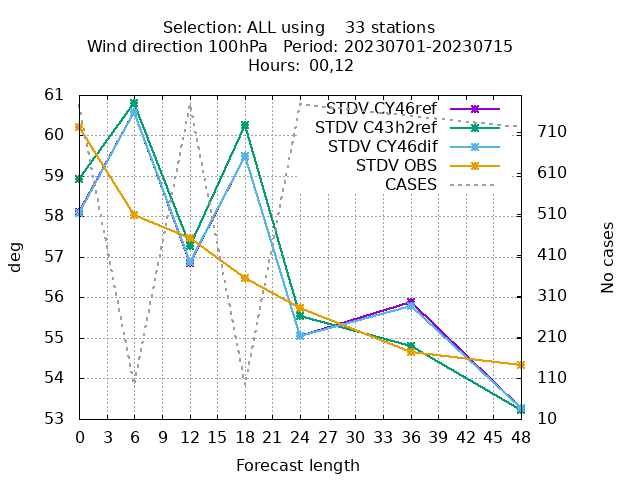 Selection: ALL using    33 stations
Wind direction 100hPa   Period: 20230701-20230715
Hours: 00,12
STDV CY46ref
STDV C43h2ref
STDV CY46dif
STDV OBS
CASES
61
60
59
58
57
56
55
54
53
deg
710
610
510
410
310
210
110
10
No cases
0 3 6 9 12 15 18 21 24 27 30 33 36 39 42 45 48
Forecast length